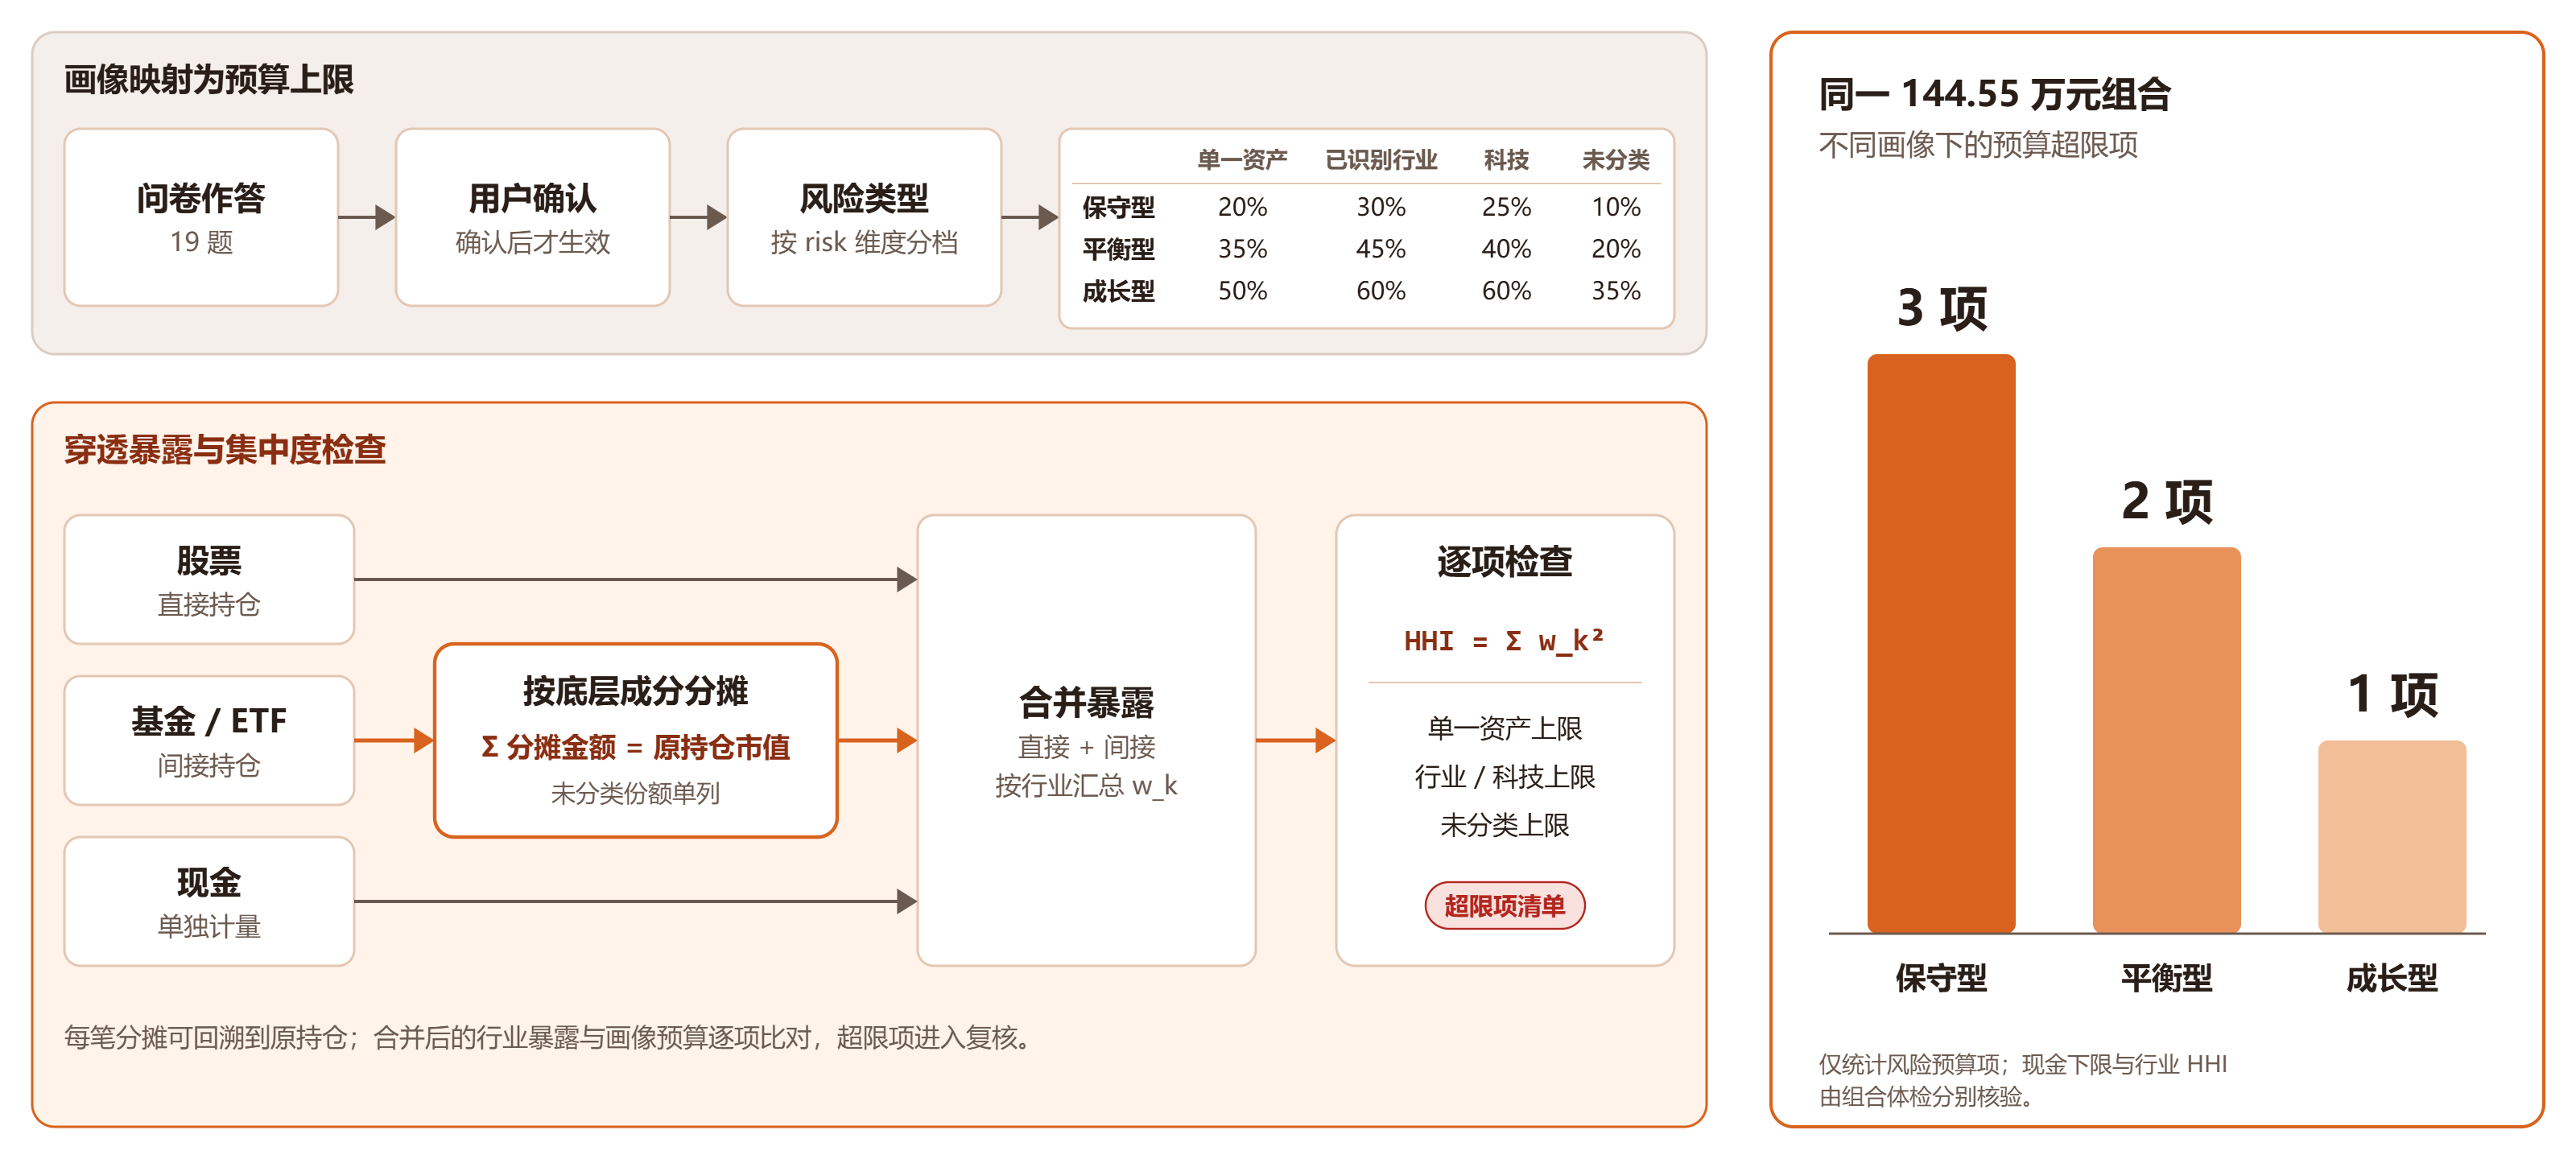 画像映射为预算上限
问卷作答
19 题
用户确认
确认后才生效
风险类型
按 risk 维度分档
单一资产 已识别行业 科技 未分类
保守型 20% 30% 25% 10%
平衡型 35% 45% 40% 20%
成长型 50% 60% 60% 35%
穿透暴露与集中度检查
股票
直接持仓
基金 / ETF
间接持仓
现金
单独计量
按底层成分分摊
Σ 分摊金额 = 原持仓市值
未分类份额单列
合并暴露
直接 + 间接
按行业汇总 w_k
逐项检查
HHI = Σ w_k²
单一资产上限
行业 / 科技上限
未分类上限
超限项清单
每笔分摊可回溯到原持仓；合并后的行业暴露与画像预算逐项比对，超限项进入复核。
同一 144.55 万元组合
不同画像下的预算超限项
3 项
2 项
1 项
保守型
平衡型
成长型
仅统计风险预算项；现金下限与行业 HHI
由组合体检分别核验。